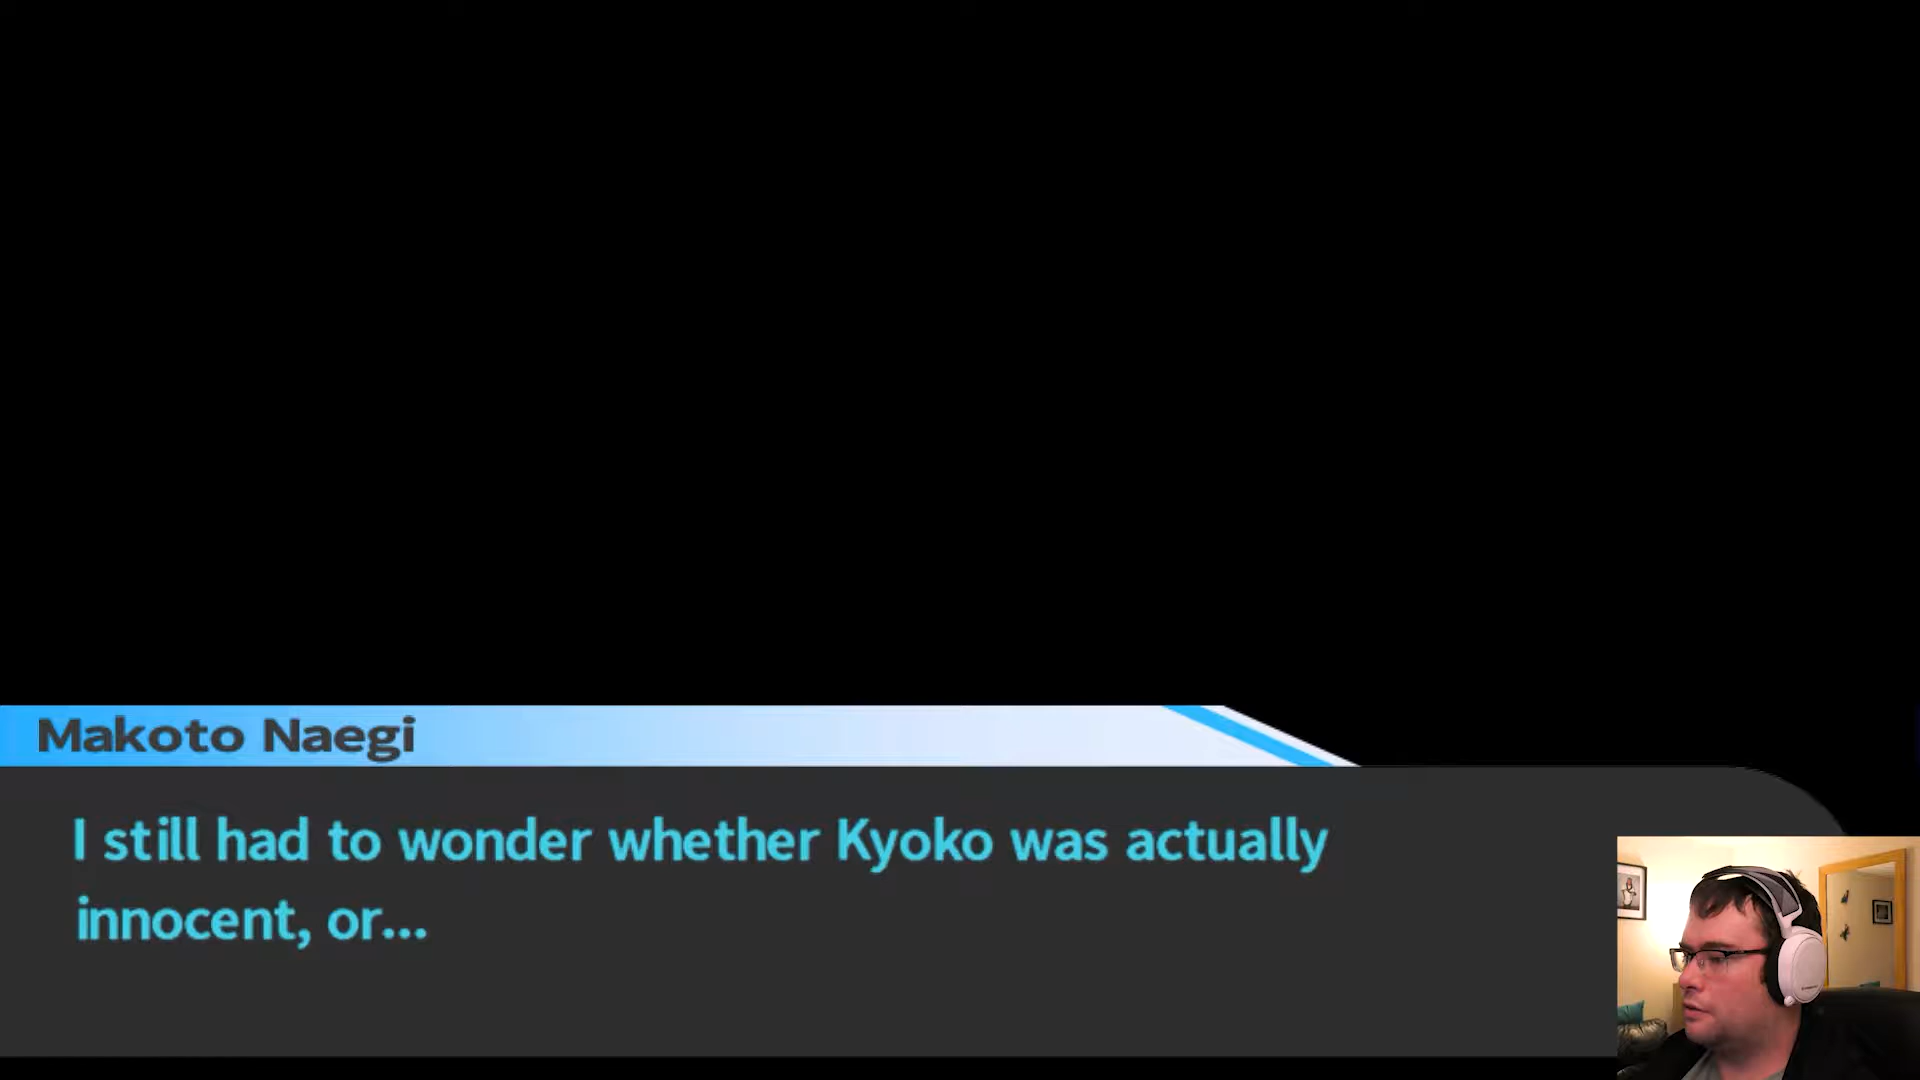 Makoto Naegi
I still had to wonder whether Kyoko was actually
innocent, or...